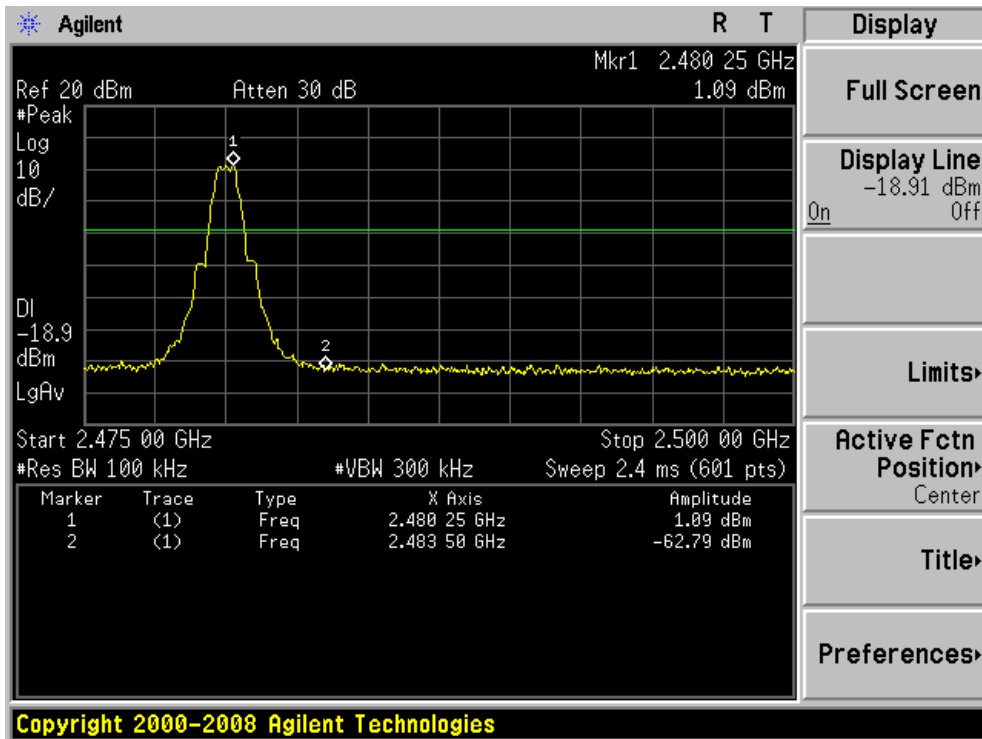 Agilent R T
Display
Mkr1 2.480 25 GHz
Ref 20 dBm Atten 30 dB 1.09 dBm
#Peak
Log
10
dB/
DI
-18.9
dBm
LgAv
1
2
Start 2.475 00 GHz Stop 2.500 00 GHz
#Res BW 100 kHz #VBW 300 kHz Sweep 2.4 ms (601 pts)
Marker Trace Type X Axis Amplitude
1 (1) Freq 2.480 25 GHz 1.09 dBm
2 (1) Freq 2.483 50 GHz -62.79 dBm
Full Screen
Display Line
-18.91 dBm
On Off
Limits
Active Fctn
Position
Center
Title
Preferences
Copyright 2000-2008 Agilent Technologies